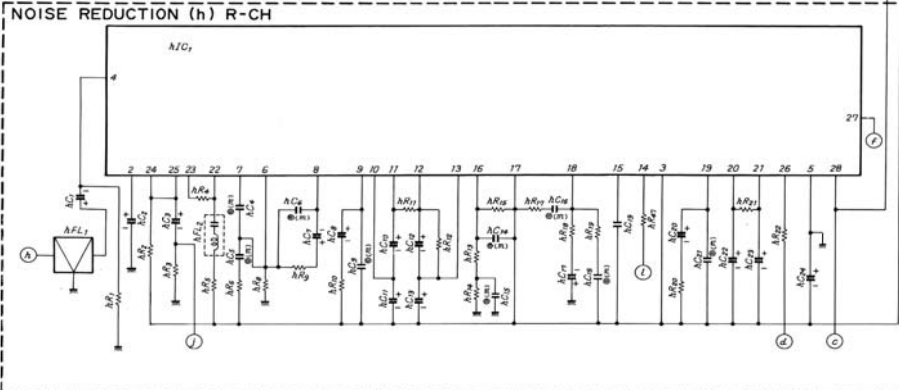 NOISE REDUCTION (h) R-CH
hIC1
4
27
f
2 24 25 23 22 7 6 8 9 10 11 12 13 16 17 18 15 14 3 19 20 21 26 5 28
hC1
hFL1
h
hR1
hC2
hR2
hR4
hC3
hR3
j
hFL2
hR5
⊕(m)
hC4
⊕(m)
hC5
hR6
hR8
hC6
⊕(m)
hC7
hR9
hC8
hR10
hC9
⊕(m)
hR11
hC10
hC11
hC12
hC13
hR12
hR13
hR14
hR15
hC14
⊕(m)
⊕(m)
hC15
hR17
hC16
⊕(m)
hR18
hC17
hR19
hC18
⊕(m)
hC19
hR47
l
hC20
hR20
hC21
⊕(m)
hR21
hC22
hC23
hR22
d
hC24
c